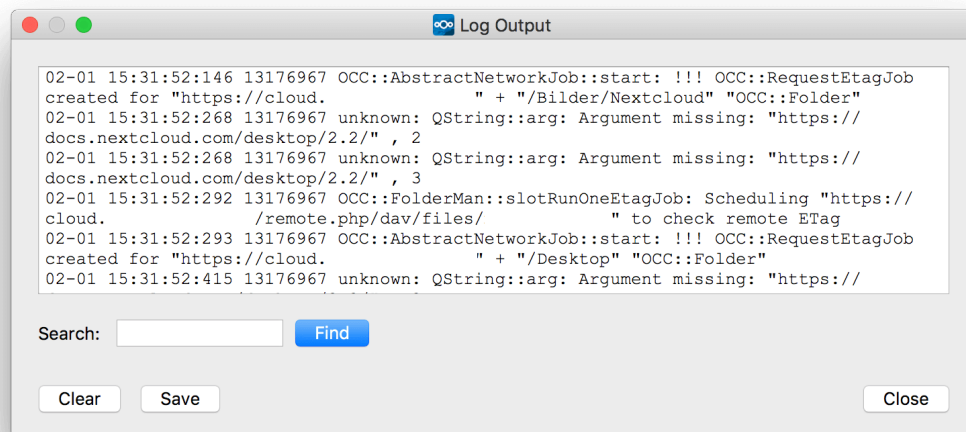 Log Output
02-01 15:31:52:146 13176967 OCC::AbstractNetworkJob::start: !!! OCC::RequestEtagJob
created for "https://cloud. " + "/Bilder/Nextcloud" "OCC::Folder"
02-01 15:31:52:268 13176967 unknown: QString::arg: Argument missing: "https://
docs.nextcloud.com/desktop/2.2/" , 2
02-01 15:31:52:268 13176967 unknown: QString::arg: Argument missing: "https://
docs.nextcloud.com/desktop/2.2/" , 3
02-01 15:31:52:292 13176967 OCC::FolderMan::slotRunOneEtagJob: Scheduling "https://
cloud. /remote.php/dav/files/ " to check remote ETag
02-01 15:31:52:293 13176967 OCC::AbstractNetworkJob::start: !!! OCC::RequestEtagJob
created for "https://cloud. " + "/Desktop" "OCC::Folder"
02-01 15:31:52:415 13176967 unknown: QString::arg: Argument missing: "https://
Search:
Find
Clear
Save
Close